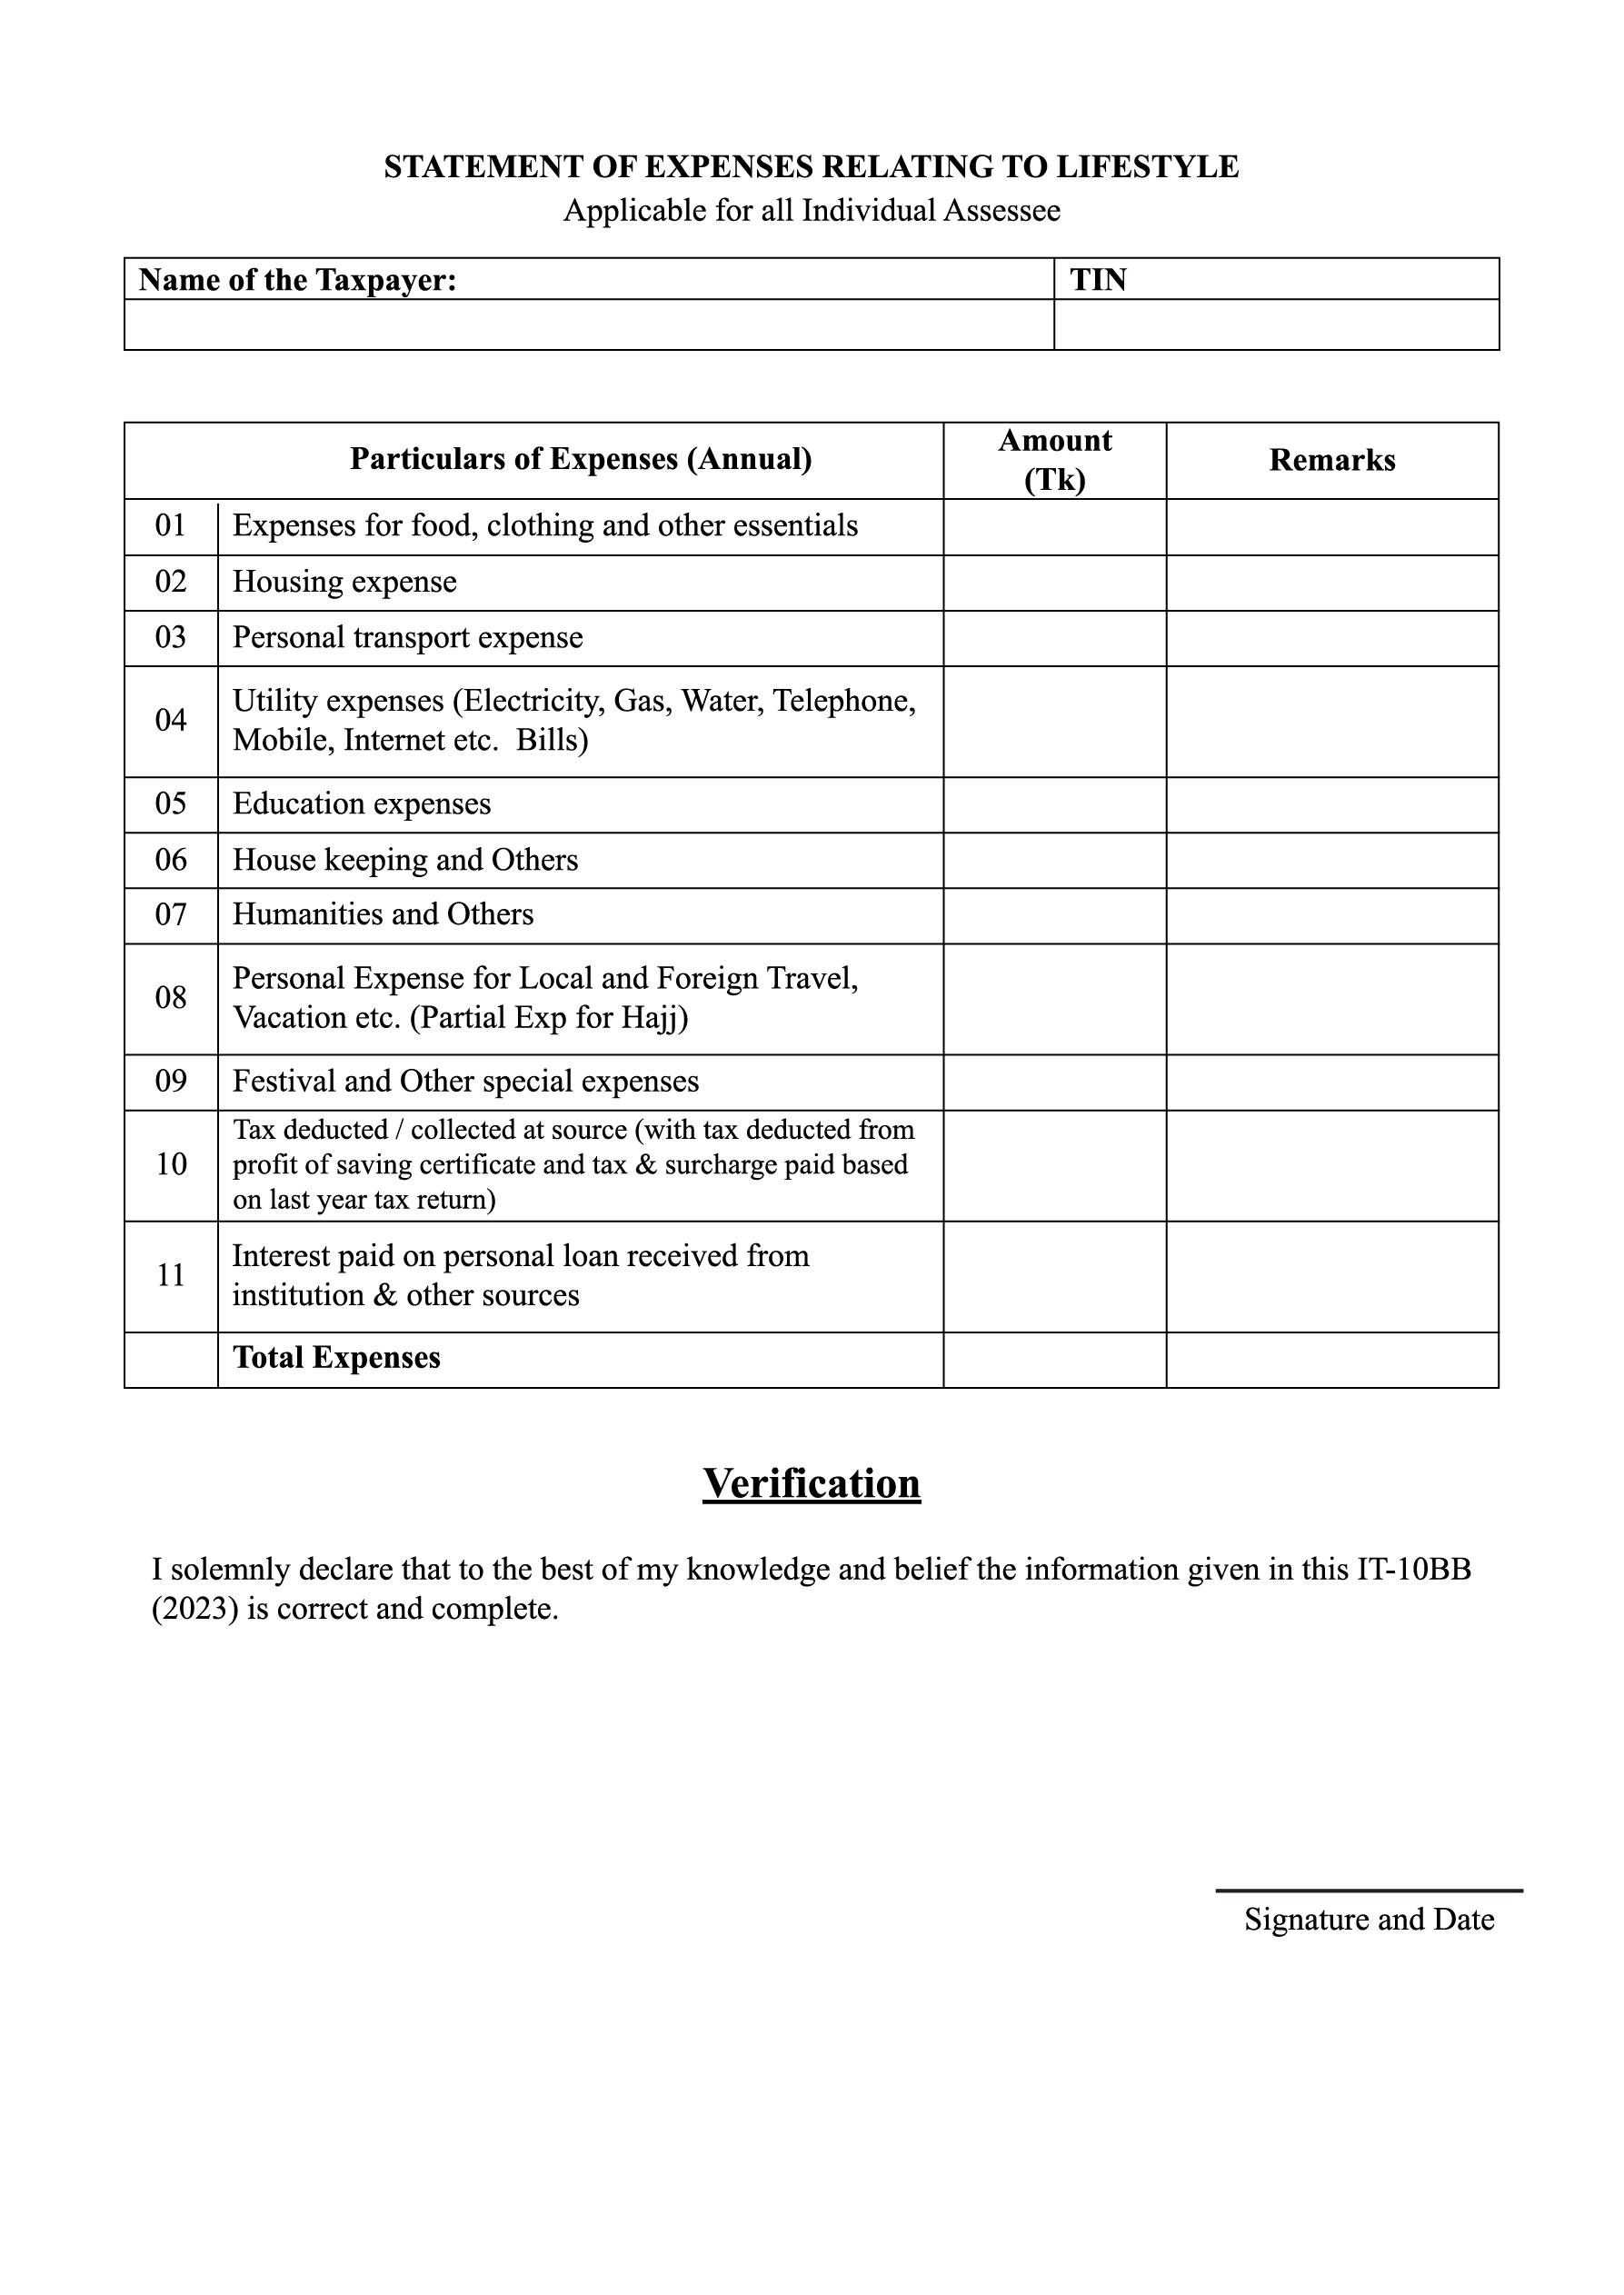 STATEMENT OF EXPENSES RELATING TO LIFESTYLE
Applicable for all Individual Assessee
Name of the Taxpayer: TIN
Particulars of Expenses (Annual) Amount (Tk) Remarks
01 Expenses for food, clothing and other essentials
02 Housing expense
03 Personal transport expense
04 Utility expenses (Electricity, Gas, Water, Telephone,
Mobile, Internet etc.  Bills)
05 Education expenses
06 House keeping and Others
07 Humanities and Others
08 Personal Expense for Local and Foreign Travel,
Vacation etc. (Partial Exp for Hajj)
09 Festival and Other special expenses
10 Tax deducted / collected at source (with tax deducted from
profit of saving certificate and tax & surcharge paid based
on last year tax return)
11 Interest paid on personal loan received from
institution & other sources
Total Expenses
Verification
I solemnly declare that to the best of my knowledge and belief the information given in this IT-10BB
(2023) is correct and complete.
Signature and Date